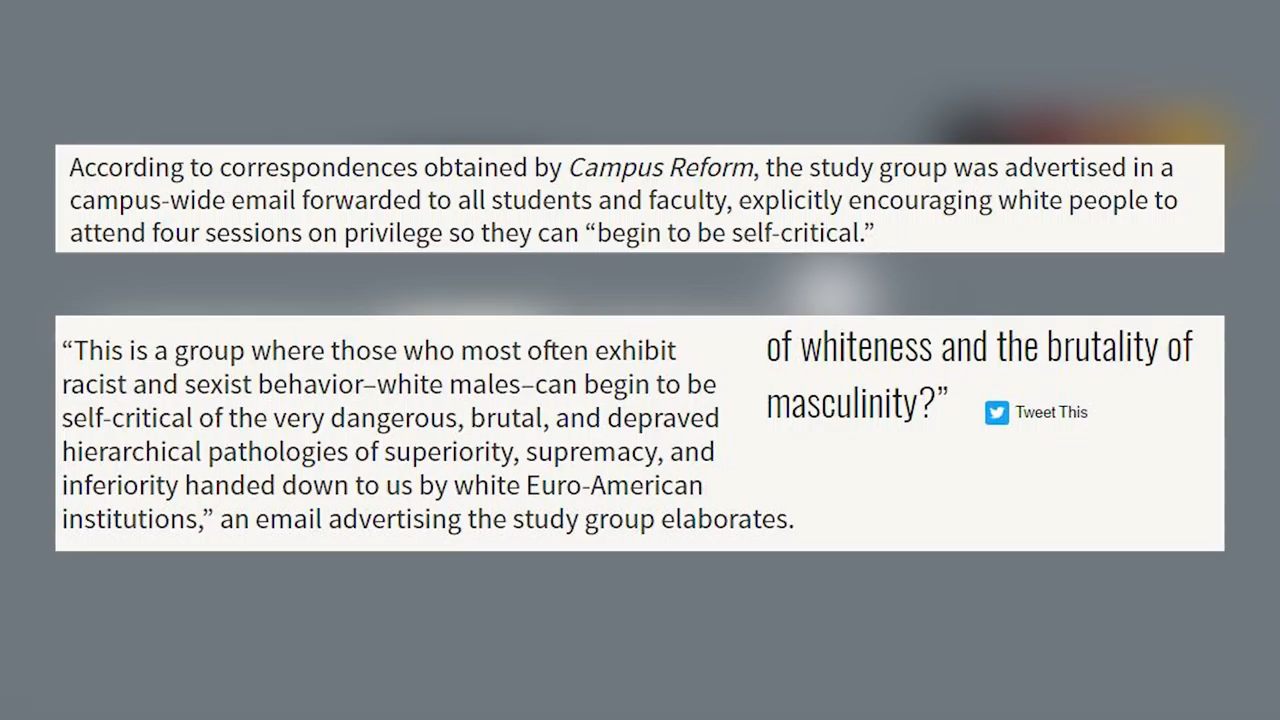 According to correspondences obtained by Campus Reform, the study group was advertised in a
campus-wide email forwarded to all students and faculty, explicitly encouraging white people to
attend four sessions on privilege so they can “begin to be self-critical.”
“This is a group where those who most often exhibit
racist and sexist behavior–white males–can begin to be
self-critical of the very dangerous, brutal, and depraved
hierarchical pathologies of superiority, supremacy, and
inferiority handed down to us by white Euro-American
institutions,” an email advertising the study group elaborates.
of whiteness and the brutality of
masculinity?”
Tweet This